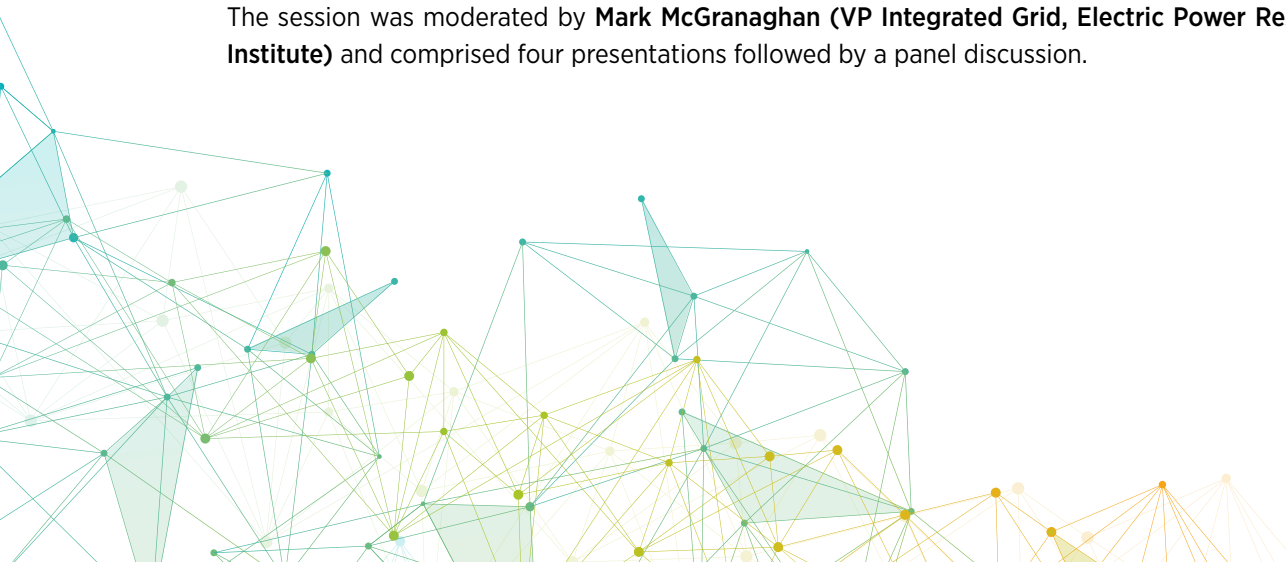 The session was moderated by Mark McGranaghan (VP Integrated Grid, Electric Power Re
Institute) and comprised four presentations followed by a panel discussion.